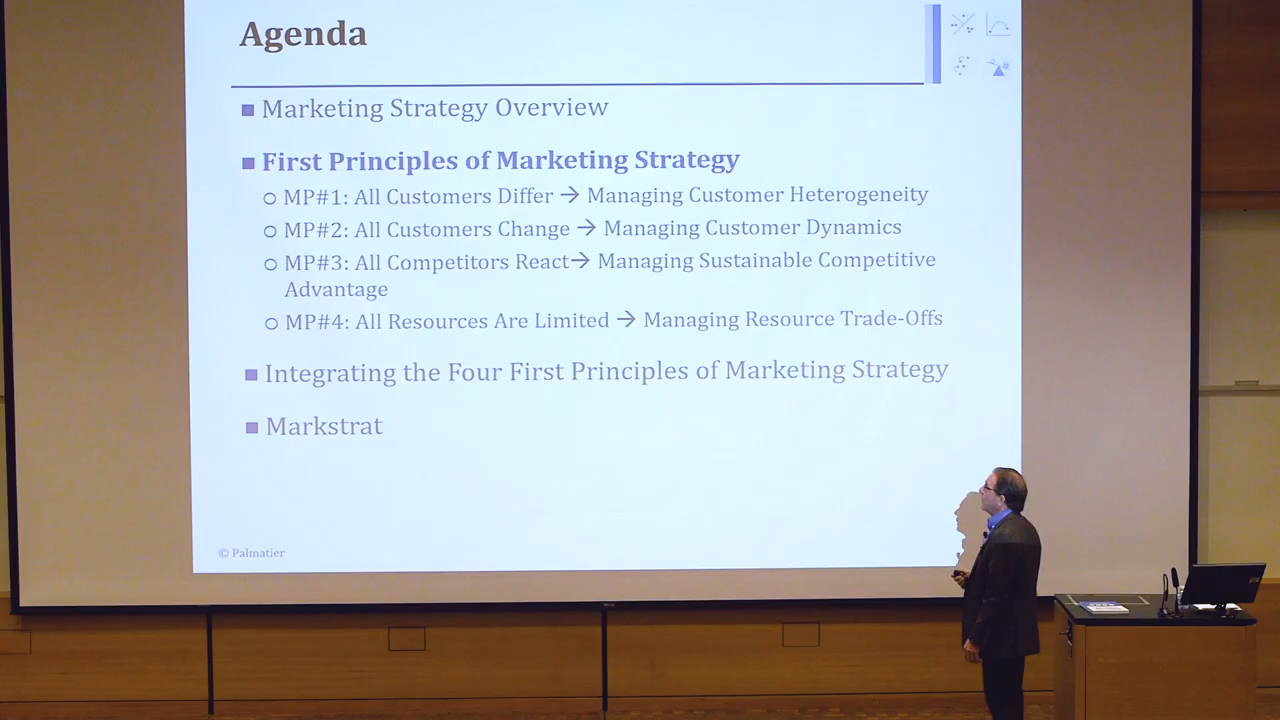 Agenda
■ Marketing Strategy Overview
■ First Principles of Marketing Strategy
○ MP#1: All Customers Differ → Managing Customer Heterogeneity
○ MP#2: All Customers Change → Managing Customer Dynamics
○ MP#3: All Competitors React→ Managing Sustainable Competitive
Advantage
○ MP#4: All Resources Are Limited → Managing Resource Trade-Offs
■ Integrating the Four First Principles of Marketing Strategy
■ Markstrat
© Palmatier